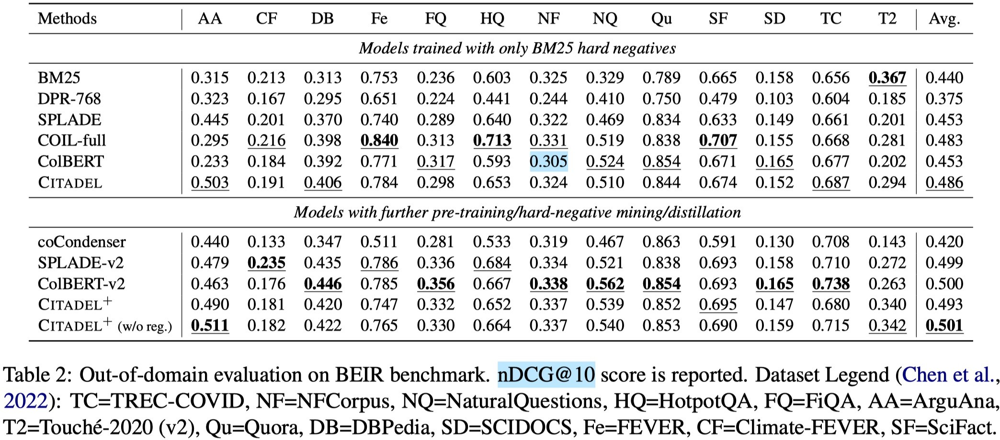 Methods AA CF DB Fe FQ HQ NF NQ Qu SF SD TC T2 Avg.
Models trained with only BM25 hard negatives
BM25 0.315 0.213 0.313 0.753 0.236 0.603 0.325 0.329 0.789 0.665 0.158 0.656 0.367 0.440
DPR-768 0.323 0.167 0.295 0.651 0.224 0.441 0.244 0.410 0.750 0.479 0.103 0.604 0.185 0.375
SPLADE 0.445 0.201 0.370 0.740 0.289 0.640 0.322 0.469 0.834 0.633 0.149 0.661 0.201 0.453
COIL-full 0.295 0.216 0.398 0.840 0.313 0.713 0.331 0.519 0.838 0.707 0.155 0.668 0.281 0.483
ColBERT 0.233 0.184 0.392 0.771 0.317 0.593 0.305 0.524 0.854 0.671 0.165 0.677 0.202 0.453
CITADEL 0.503 0.191 0.406 0.784 0.298 0.653 0.324 0.510 0.844 0.674 0.152 0.687 0.294 0.486
Models with further pre-training/hard-negative mining/distillation
coCondenser 0.440 0.133 0.347 0.511 0.281 0.533 0.319 0.467 0.863 0.591 0.130 0.708 0.143 0.420
SPLADE-v2 0.479 0.235 0.435 0.786 0.336 0.684 0.334 0.521 0.838 0.693 0.158 0.710 0.272 0.499
ColBERT-v2 0.463 0.176 0.446 0.785 0.356 0.667 0.338 0.562 0.854 0.693 0.165 0.738 0.263 0.500
CITADEL+ 0.490 0.181 0.420 0.747 0.332 0.652 0.337 0.539 0.852 0.695 0.147 0.680 0.340 0.493
CITADEL+ (w/o reg.) 0.511 0.182 0.422 0.765 0.330 0.664 0.337 0.540 0.853 0.690 0.159 0.715 0.342 0.501
Table 2: Out-of-domain evaluation on BEIR benchmark. nDCG@10 score is reported. Dataset Legend (Chen et al.,
2022): TC=TREC-COVID, NF=NFCorpus, NQ=NaturalQuestions, HQ=HotpotQA, FQ=FiQA, AA=ArguAna,
T2=Touché-2020 (v2), Qu=Quora, DB=DBPedia, SD=SCIDOCS, Fe=FEVER, CF=Climate-FEVER, SF=SciFact.